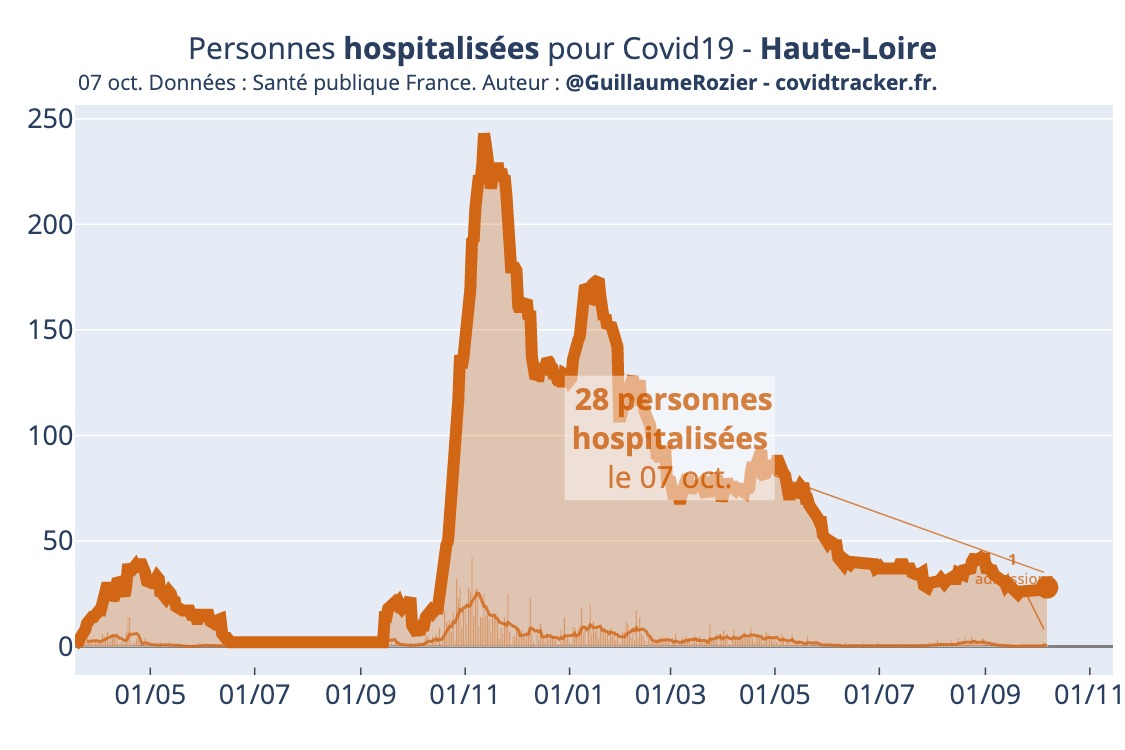 Personnes hospitalisées pour Covid19 - Haute-Loire
07 oct. Données : Santé publique France. Auteur : @GuillaumeRozier - covidtracker.fr.
250
200
150
100
50
0
28 personnes
hospitalisées
le 07 oct.
1
admission
01/05 01/07 01/09 01/11 01/01 01/03 01/05 01/07 01/09 01/11